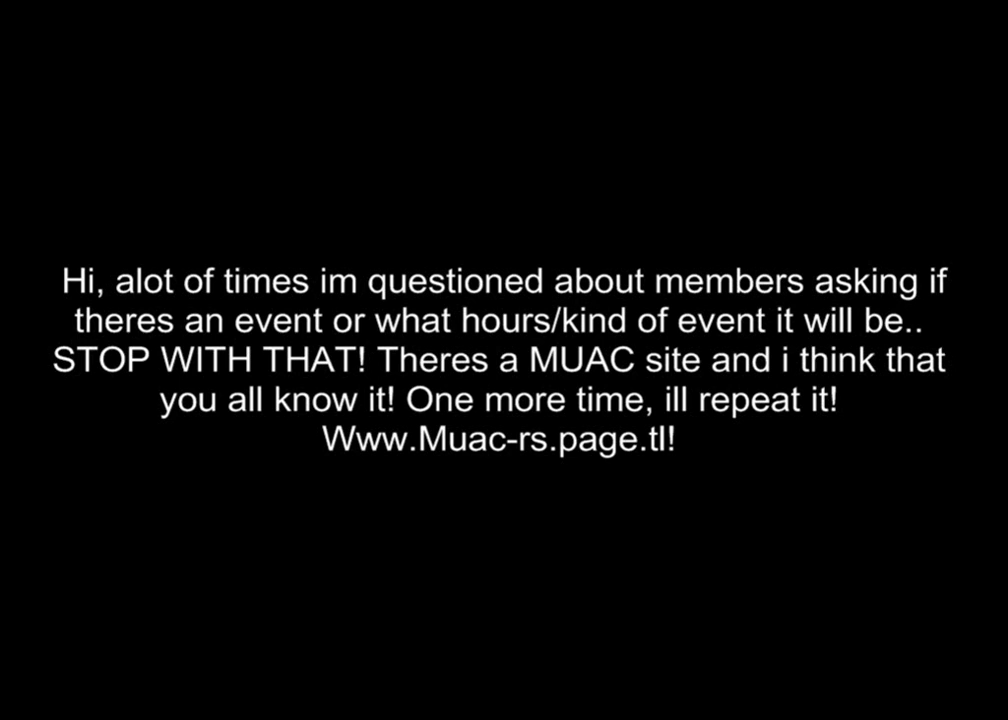 Hi, alot of times im questioned about members asking if
theres an event or what hours/kind of event it will be..
STOP WITH THAT! Theres a MUAC site and i think that
you all know it! One more time, ill repeat it!
Www.Muac-rs.page.tl!